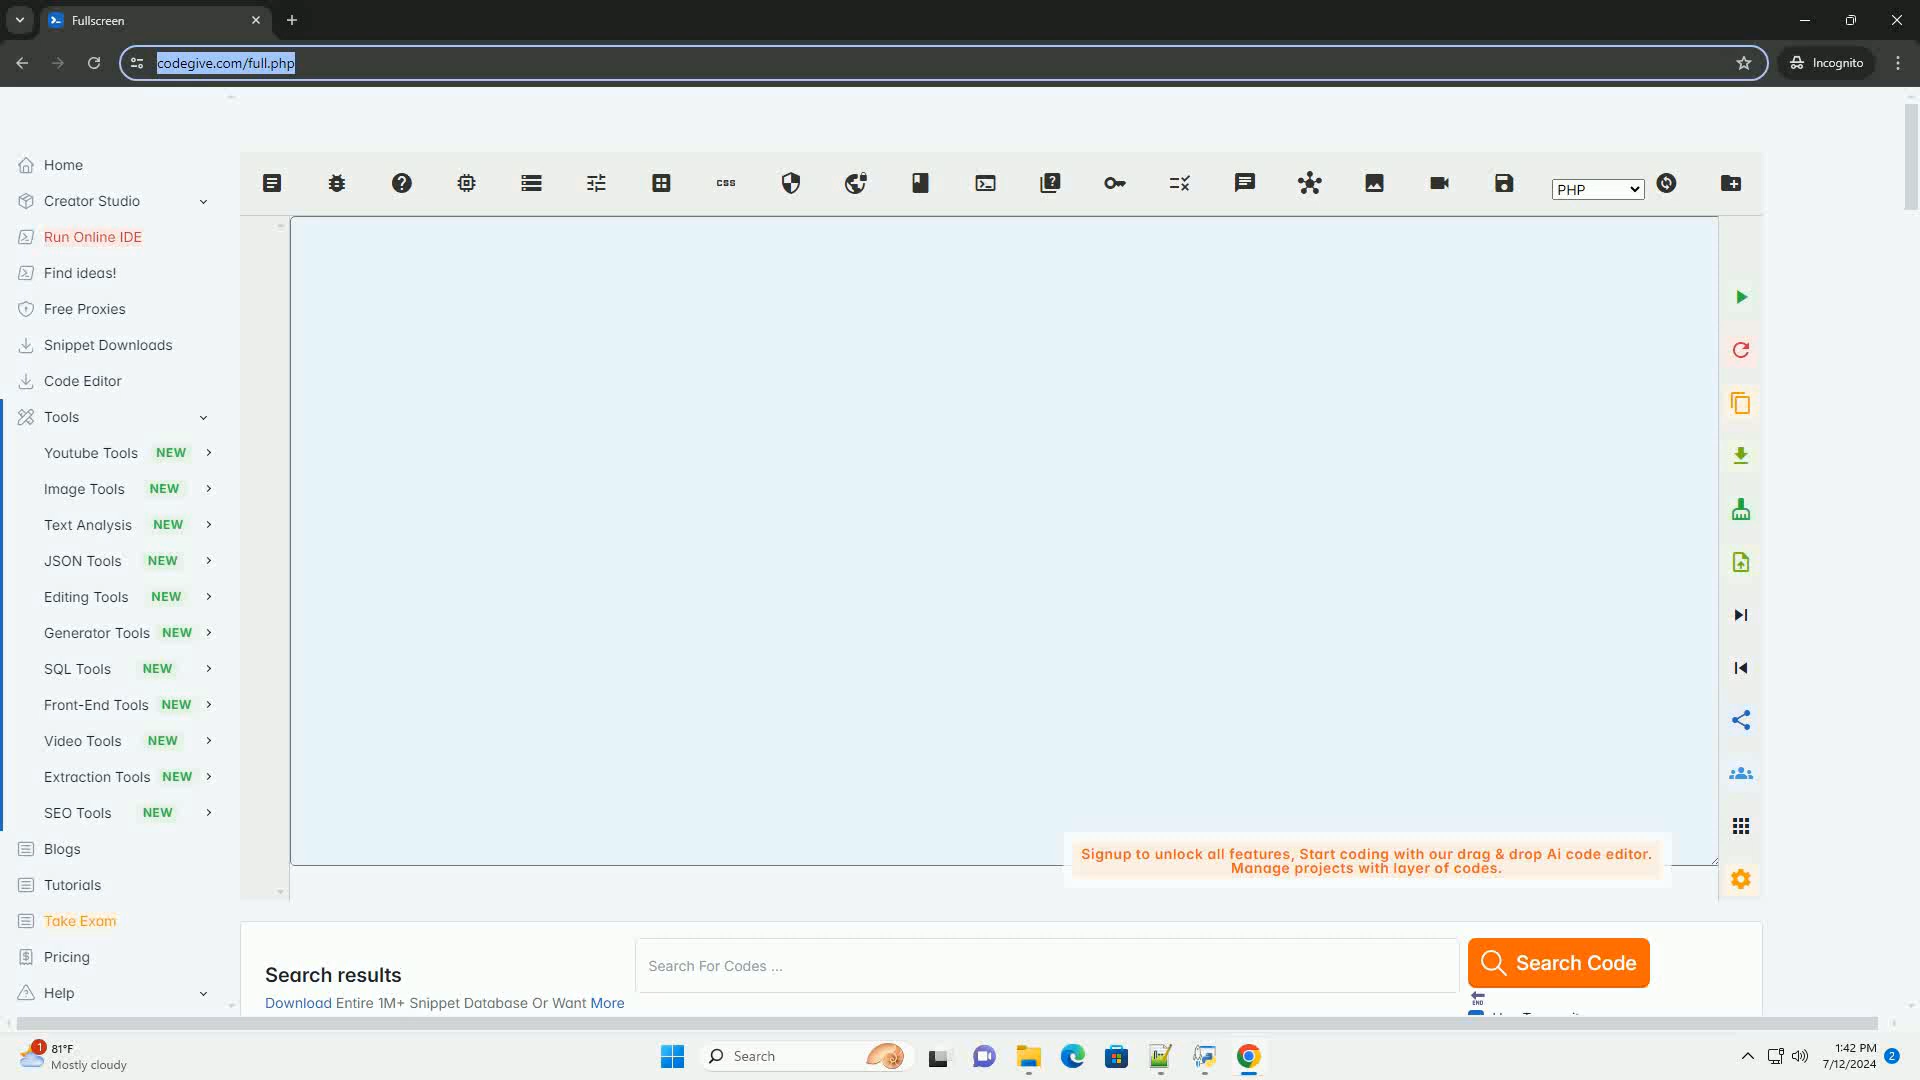 Fullscreen
codegive.com/full.php
Incognito
Home
Creator Studio
Run Online IDE
Find ideas!
Free Proxies
Snippet Downloads
Code Editor
Tools
Youtube Tools NEW
Image Tools NEW
Text Analysis NEW
JSON Tools NEW
Editing Tools NEW
Generator Tools NEW
SQL Tools NEW
Front-End Tools NEW
Video Tools NEW
Extraction Tools NEW
SEO Tools NEW
Blogs
Tutorials
Take Exam
Pricing
Help
css
PHP
Signup to unlock all features, Start coding with our drag & drop Ai code editor.
Manage projects with layer of codes.
Search results
Download Entire 1M+ Snippet Database Or Want More
Search For Codes ...
Search Code
END
1
81°F
Mostly cloudy
Search
1:42 PM
7/12/2024
2